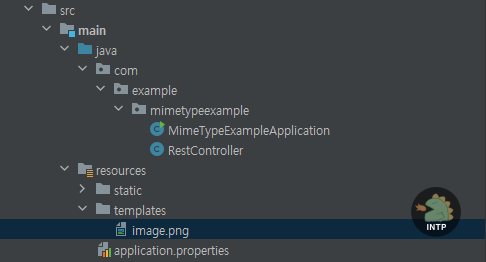 src
main
java
com
example
mimetypeexample
MimeTypeExampleApplication
RestController
resources
static
templates
image.png
application.properties
INTP